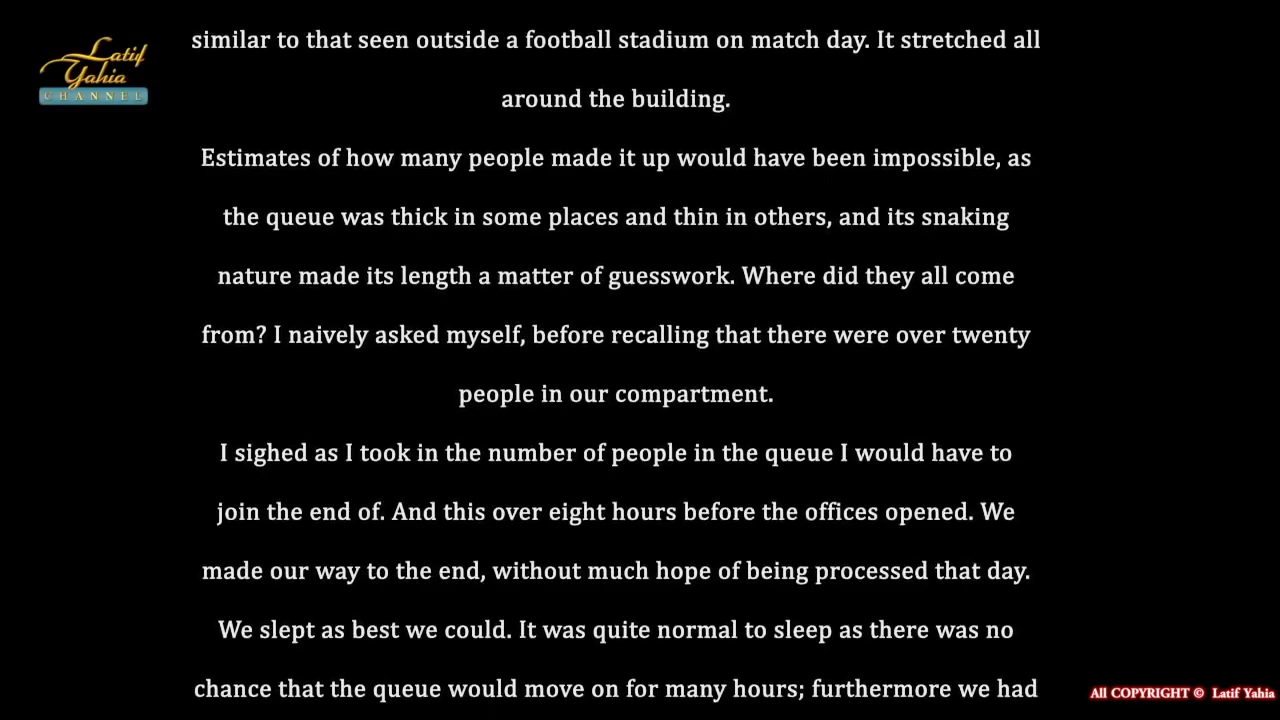 Latif
Yahia
CHANNEL
similar to that seen outside a football stadium on match day. It stretched all
around the building.
Estimates of how many people made it up would have been impossible, as
the queue was thick in some places and thin in others, and its snaking
nature made its length a matter of guesswork. Where did they all come
from? I naively asked myself, before recalling that there were over twenty
people in our compartment.
I sighed as I took in the number of people in the queue I would have to
join the end of. And this over eight hours before the offices opened. We
made our way to the end, without much hope of being processed that day.
We slept as best we could. It was quite normal to sleep as there was no
chance that the queue would move on for many hours; furthermore we had
All COPYRIGHT © Latif Yahia